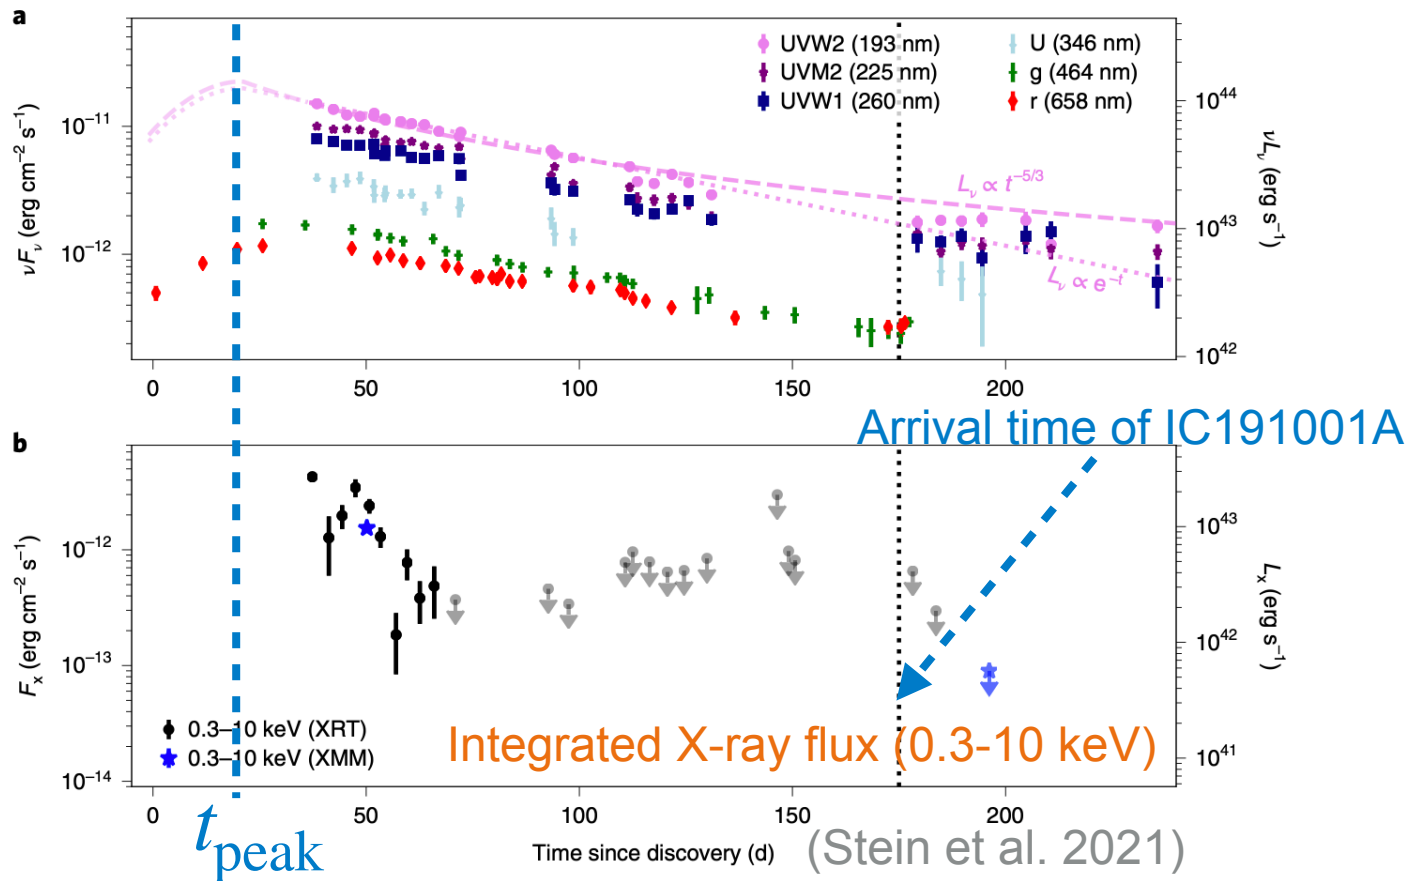 a
UVW2 (193 nm)
UVM2 (225 nm)
UVW1 (260 nm)
U (346 nm)
g (464 nm)
r (658 nm)
10⁻¹¹
10⁻¹²
νFν (erg cm⁻² s⁻¹)
10⁴⁴
10⁴³
10⁴²
νLν (erg s⁻¹)
Lν ∝ t⁻⁵/³
Lν ∝ e⁻ᵗ
0 50 100 150 200
Arrival time of IC191001A
b
10⁻¹²
10⁻¹³
10⁻¹⁴
Fx (erg cm⁻² s⁻¹)
10⁴³
10⁴²
10⁴¹
Lx (erg s⁻¹)
0.3–10 keV (XRT)
0.3–10 keV (XMM)
Integrated X-ray flux (0.3-10 keV)
0 50 100 150 200
tpeak
Time since discovery (d)
(Stein et al. 2021)